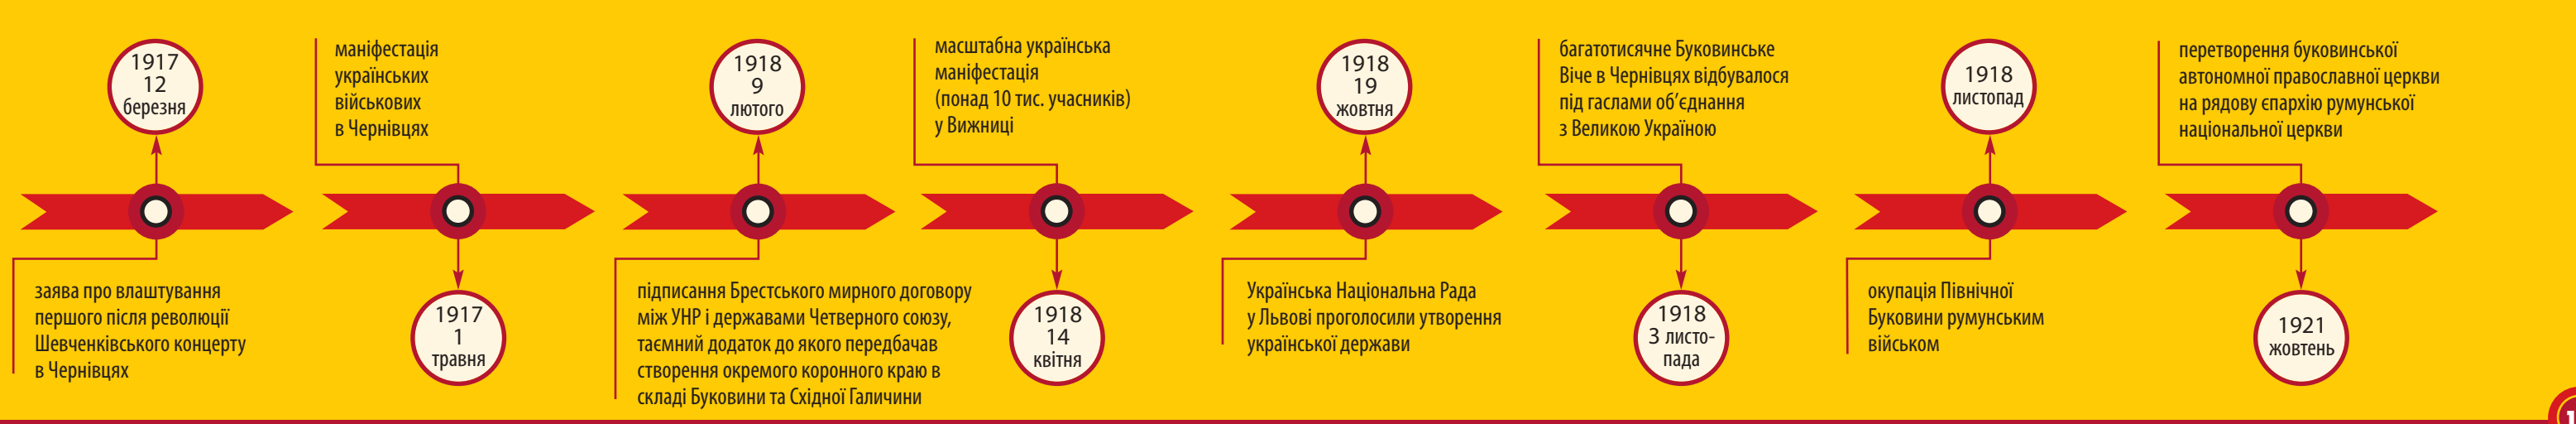 1917
12
березня
заява про влаштування
першого після революції
Шевченківського концерту
в Чернівцях
маніфестація
українських
військових
в Чернівцях
1917
1
травня
1918
9
лютого
підписання Брестського мирного договору
між УНР і державами Четверного союзу,
таємний додаток до якого передбачав
створення окремого коронного краю в
складі Буковини та Східної Галичини
масштабна українська
маніфестація
(понад 10 тис. учасників)
у Вижниці
1918
14
квітня
1918
19
жовтня
Українська Національна Рада
у Львові проголосили утворення
української держави
багатотисячне Буковинське
Віче в Чернівцях відбувалося
під гаслами об’єднання
з Великою Україною
1918
3 листо-
пада
1918
листопад
окупація Північної
Буковини румунським
військом
перетворення буковинської
автономної православної церкви
на рядову єпархію румунської
національної церкви
1921
жовтень